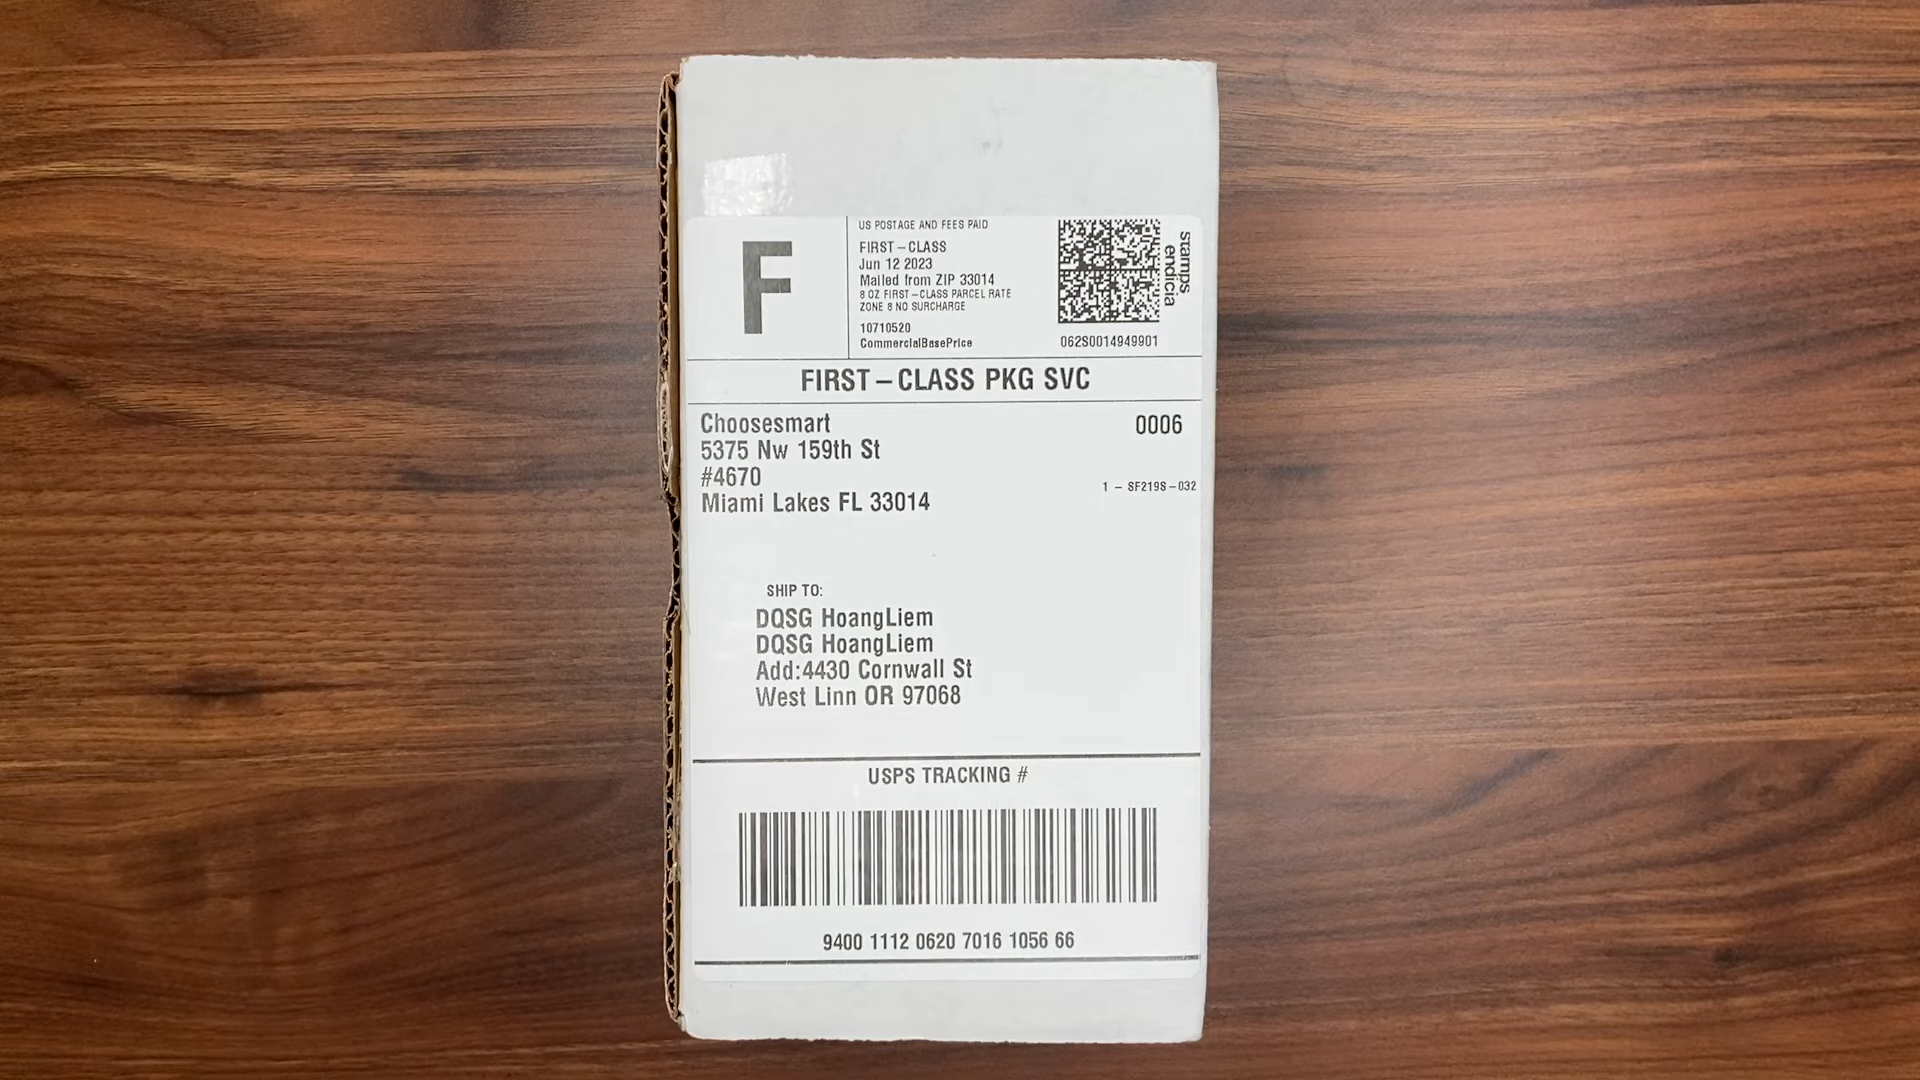 F
US POSTAGE AND FEES PAID
FIRST-CLASS
Jun 12 2023
Mailed from ZIP 33014
8 OZ FIRST-CLASS PARCEL RATE
ZONE 8 NO SURCHARGE
10710520
CommercialBasePrice
stamps
endicia
062S0014949901
FIRST-CLASS PKG SVC
Choosesmart
0006
5375 Nw 159th St
#4670
1 - SF219S-032
Miami Lakes FL 33014
SHIP TO:
DQSG HoangLiem
DQSG HoangLiem
Add:4430 Cornwall St
West Linn OR 97068
USPS TRACKING #
9400 1112 0620 7016 1056 66